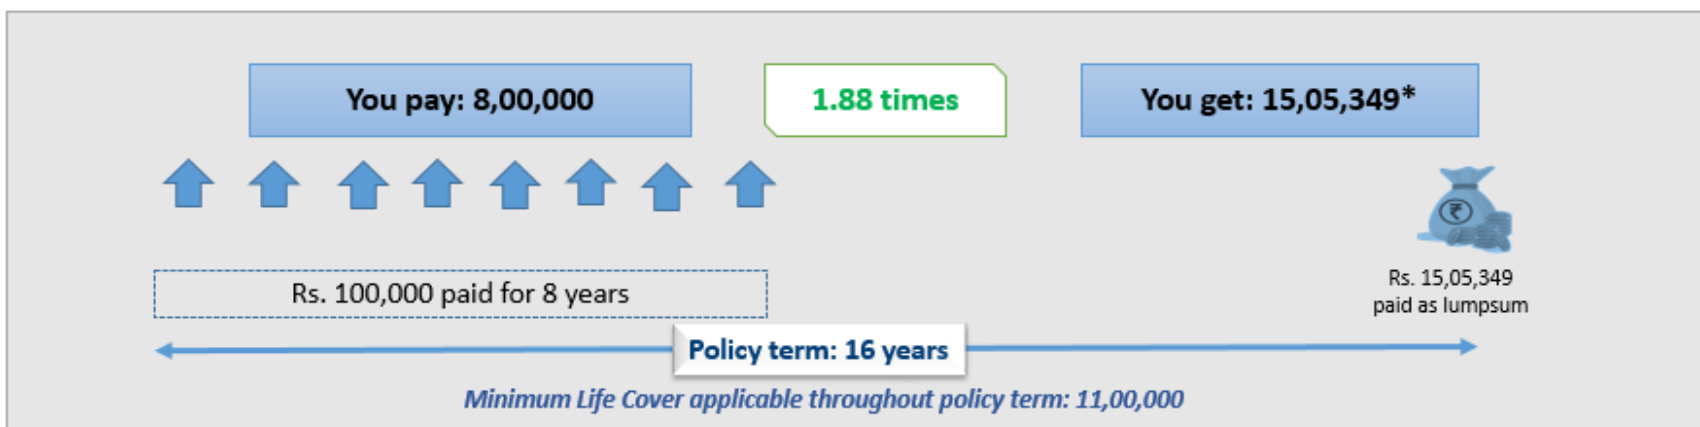 You pay: 8,00,000
1.88 times
You get: 15,05,349*
₹
Rs. 100,000 paid for 8 years
Rs. 15,05,349
paid as lumpsum
Policy term: 16 years
Minimum Life Cover applicable throughout policy term: 11,00,000